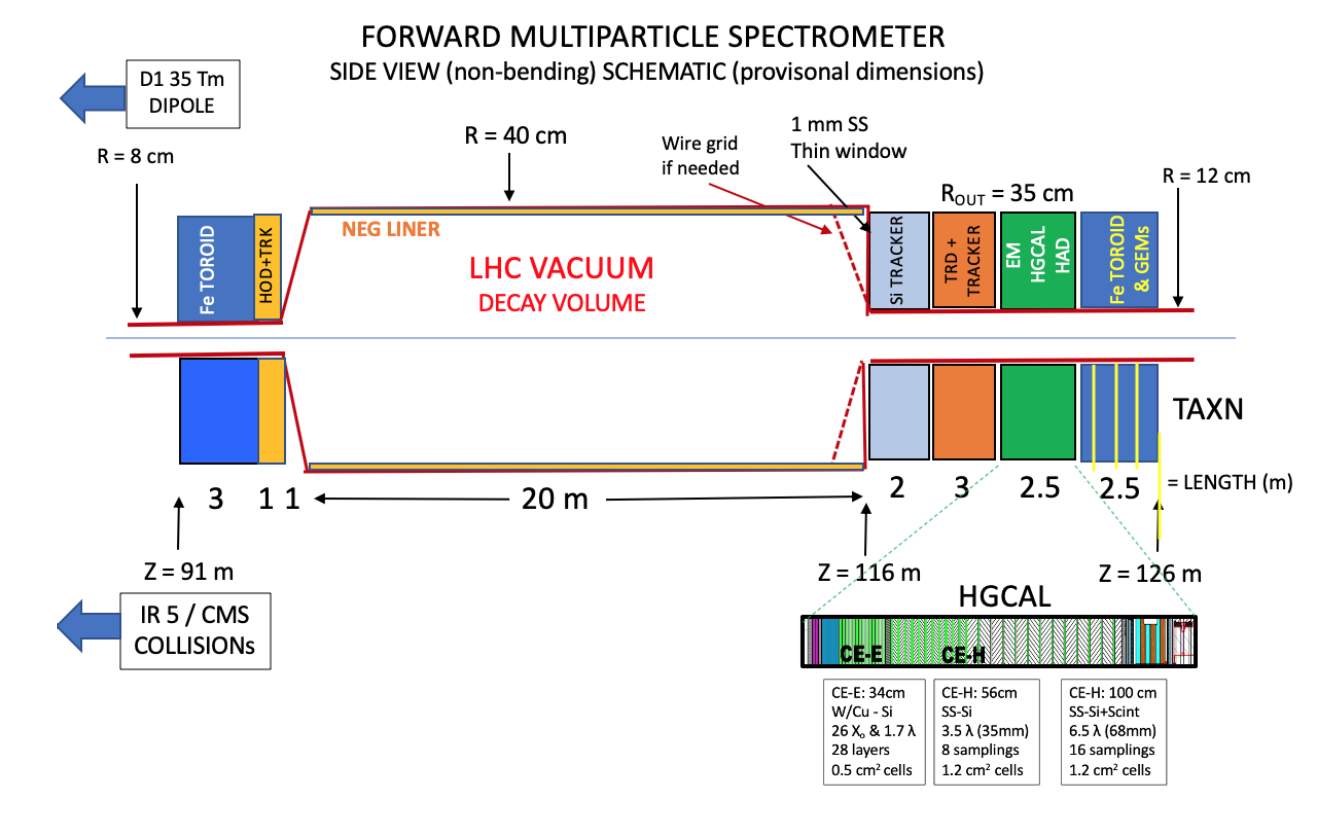 FORWARD MULTIPARTICLE SPECTROMETER
SIDE VIEW (non-bending) SCHEMATIC (provisonal dimensions)
D1 35 Tm
DIPOLE
R = 8 cm
R = 40 cm
Wire grid
if needed
1 mm SS
Thin window
R = 12 cm
R_OUT = 35 cm
Fe TOROID
HOD+TRK
NEG LINER
LHC VACUUM
DECAY VOLUME
Si TRACKER
TRD +
TRACKER
EM
HGCAL
HAD
Fe TOROID
& GEMs
TAXN
3
1 1
20 m
2
3
2.5
2.5
= LENGTH (m)
Z = 91 m
Z = 116 m
Z = 126 m
IR 5 / CMS
COLLISIONs
HGCAL
CE-E
CE-H
CE-E: 34cm
W/Cu - Si
26 X₀ & 1.7 λ
28 layers
0.5 cm² cells
CE-H: 56cm
SS-Si
3.5 λ (35mm)
8 samplings
1.2 cm² cells
CE-H: 100 cm
SS-Si+Scint
6.5 λ (68mm)
16 samplings
1.2 cm² cells